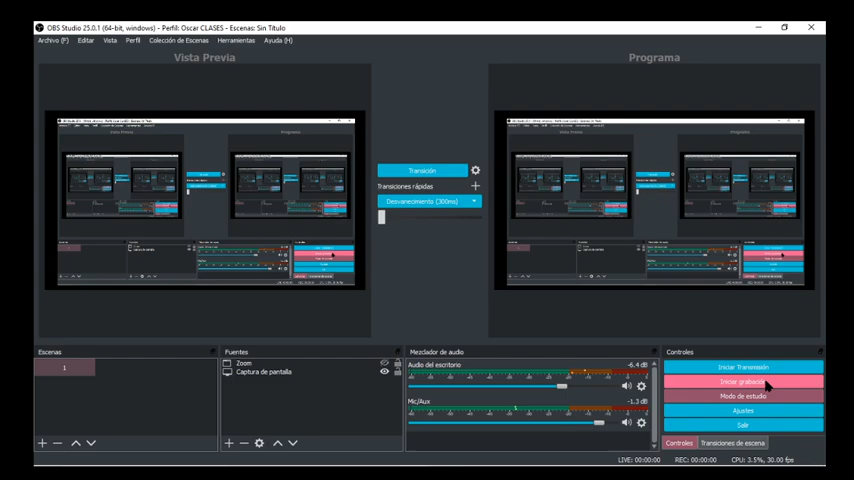 OBS Studio 25.0.1 (64-bit, windows) - Perfil: Oscar CLASES - Escenas: Sin Título
Archivo (F) Editar Vista Perfil Colección de Escenas Herramientas Ayuda (H)
Vista Previa
Programa
Transición
Transiciones rápidas
Desvanecimiento (300ms)
Escenas
1
Fuentes
Zoom
Captura de pantalla
Mezclador de audio
Audio del escritorio -6.4 dB
Mic/Aux -1.3 dB
Controles
Iniciar Transmisión
Iniciar grabación
Modo de estudio
Ajustes
Salir
Controles Transiciones de escena
LIVE: 00:00:00 REC: 00:00:00 CPU: 3.5%, 30.00 fps